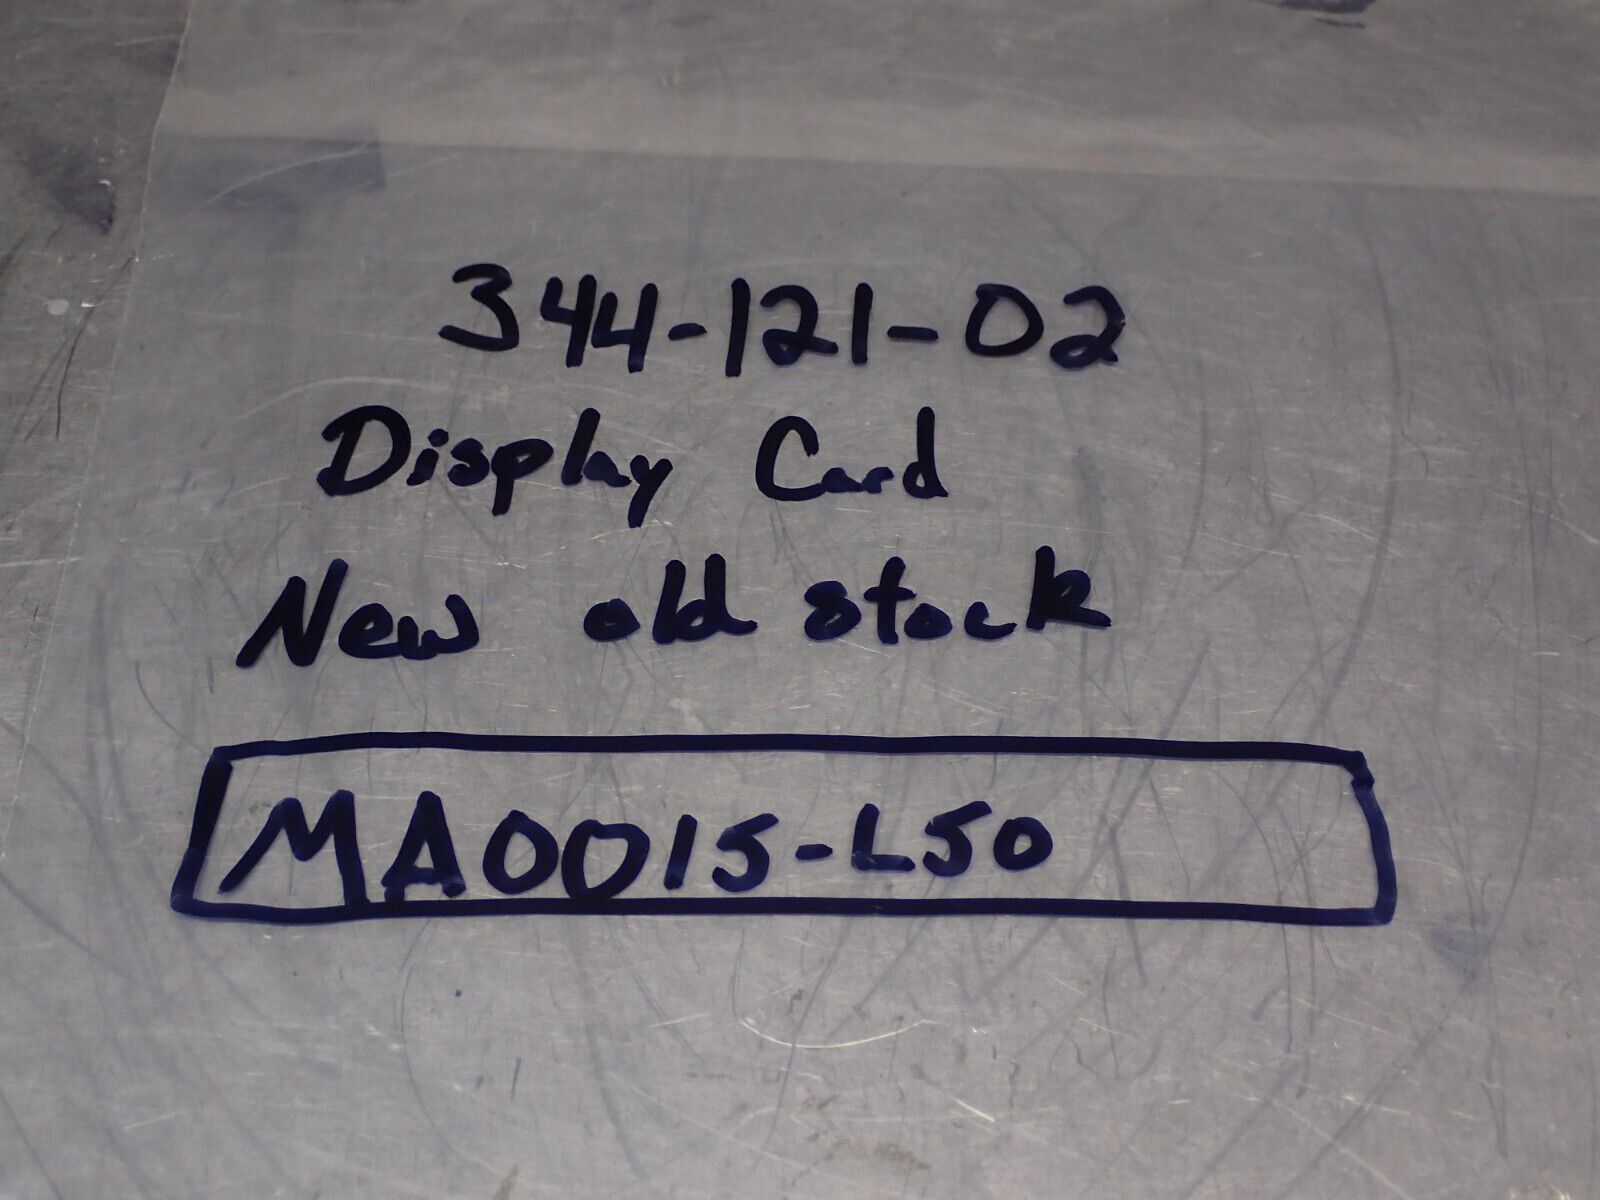 344-121-02
Display Card
New old stock
MA0015-L50